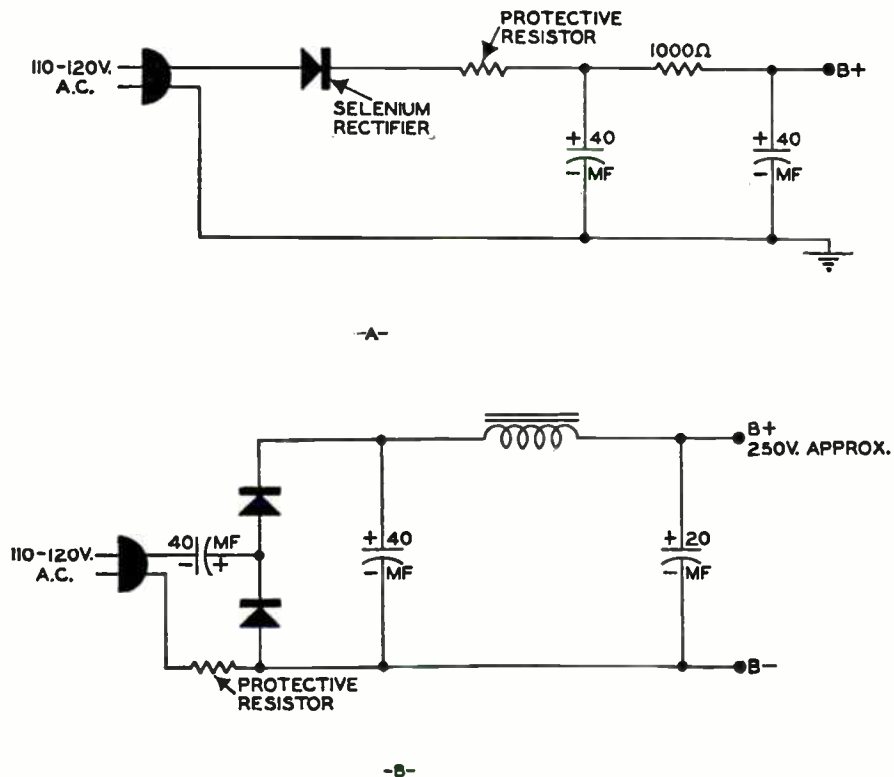 PROTECTIVE
RESISTOR
110-120V.
A.C.
SELENIUM
RECTIFIER
1000Ω
B+
+ 40
- MF
+ 40
- MF
-A-
B+
250V. APPROX.
110-120V.
A.C.
40 MF
- +
+ 40
- MF
+ 20
- MF
B-
PROTECTIVE
RESISTOR
-B-